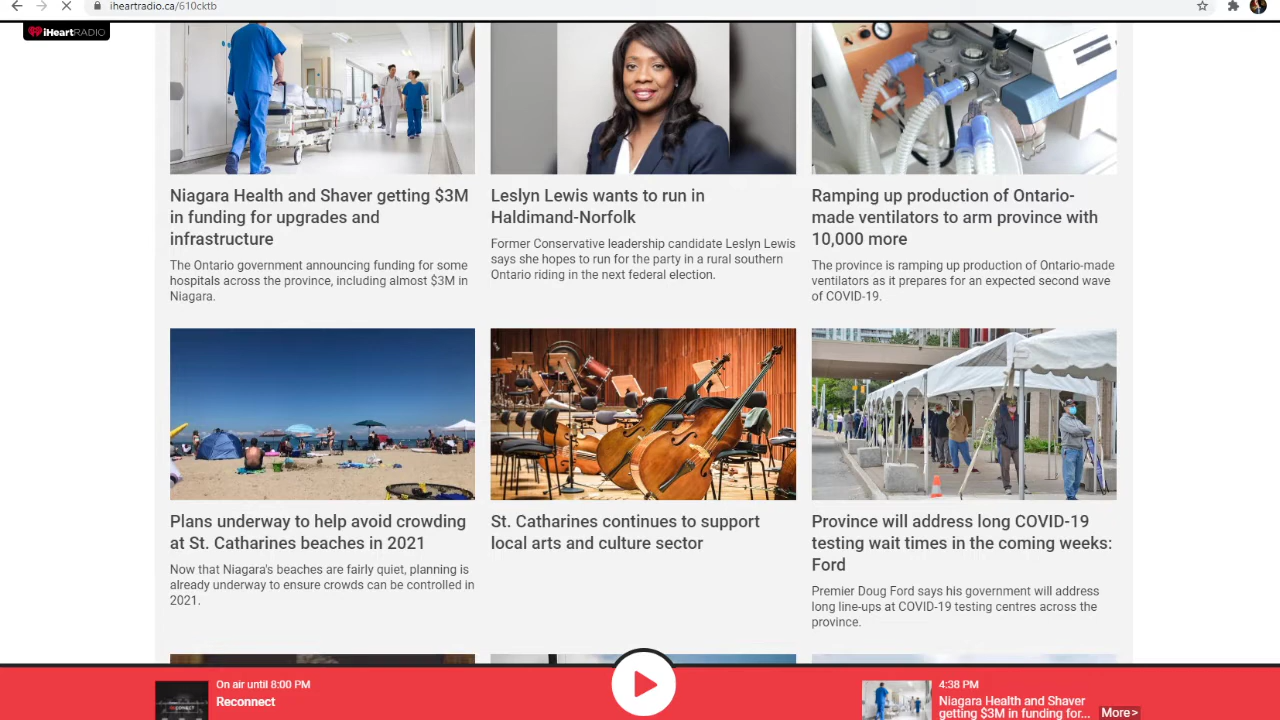 iheartradio.ca/610cktb
iHeartRADIO
Niagara Health and Shaver getting $3M
in funding for upgrades and
infrastructure
The Ontario government announcing funding for some
hospitals across the province, including almost $3M in
Niagara.
Leslyn Lewis wants to run in
Haldimand-Norfolk
Former Conservative leadership candidate Leslyn Lewis
says she hopes to run for the party in a rural southern
Ontario riding in the next federal election.
Ramping up production of Ontario-
made ventilators to arm province with
10,000 more
The province is ramping up production of Ontario-made
ventilators as it prepares for an expected second wave
of COVID-19.
Plans underway to help avoid crowding
at St. Catharines beaches in 2021
Now that Niagara's beaches are fairly quiet, planning is
already underway to ensure crowds can be controlled in
2021.
St. Catharines continues to support
local arts and culture sector
Province will address long COVID-19
testing wait times in the coming weeks:
Ford
Premier Doug Ford says his government will address
long line-ups at COVID-19 testing centres across the
province.
On air until 8:00 PM
Reconnect
4:38 PM
Niagara Health and Shaver
getting $3M in funding for...
More>